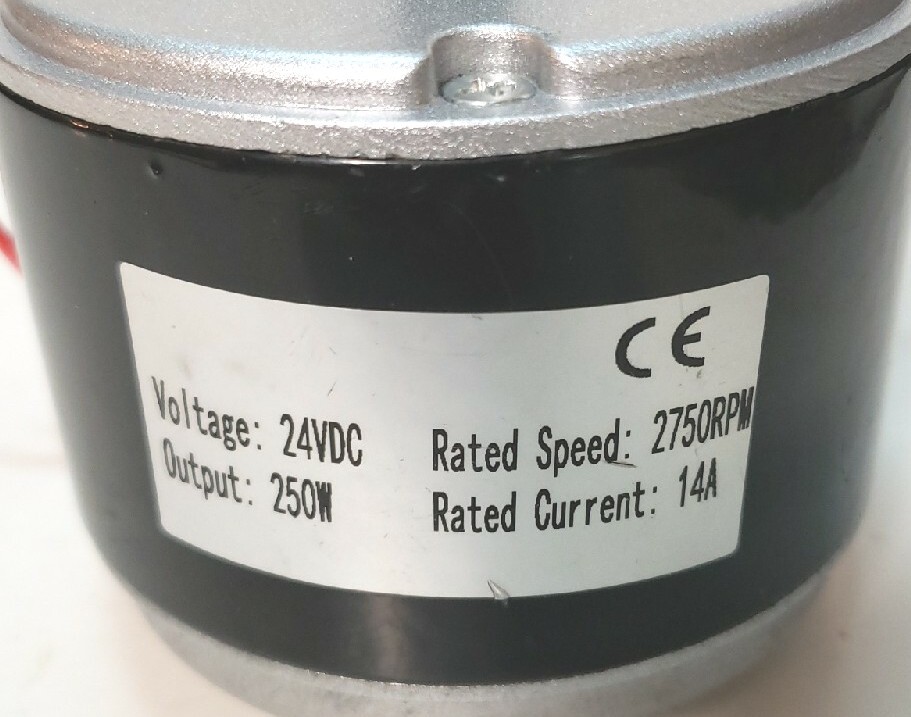 CE
Voltage: 24VDC Rated Speed: 2750RPM
Output: 250W Rated Current: 14A